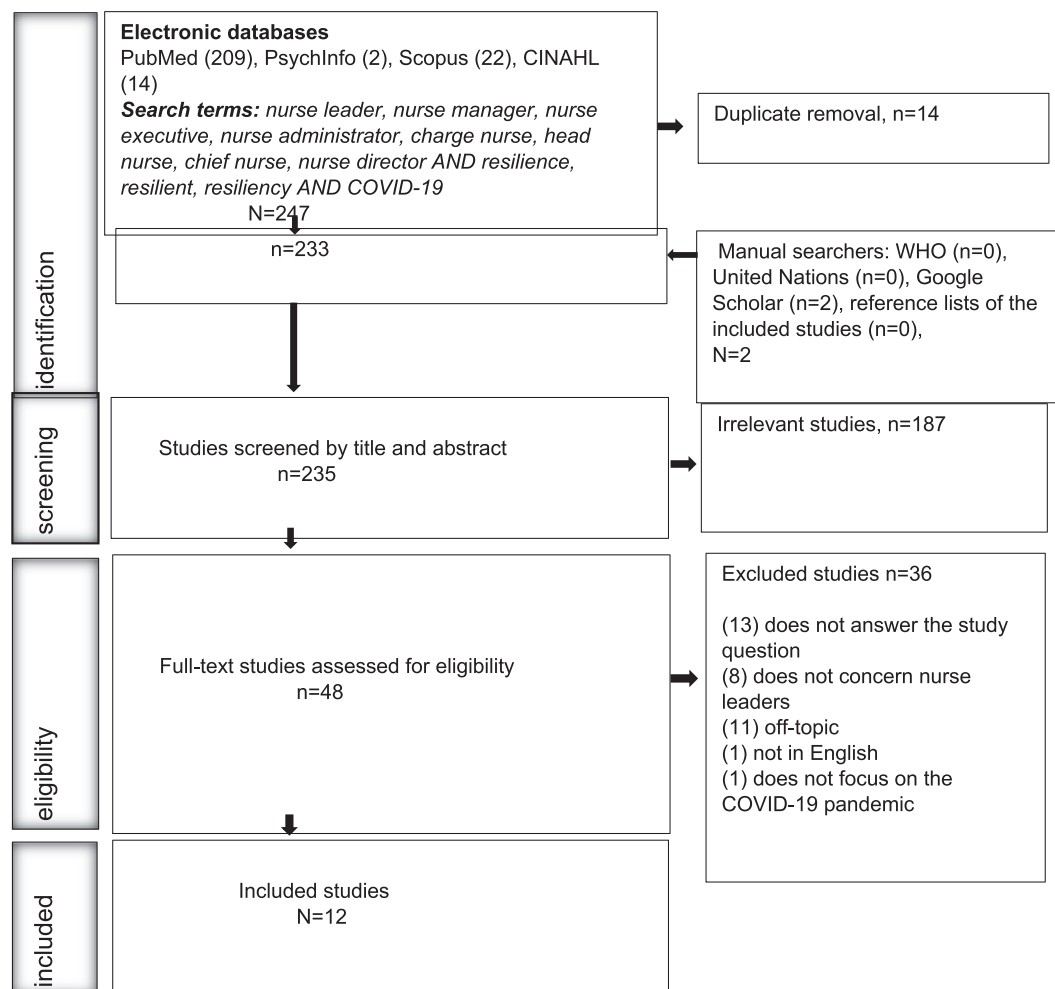 Electronic databases
PubMed (209), PsychInfo (2), Scopus (22), CINAHL
(14)
Search terms: nurse leader, nurse manager, nurse
executive, nurse administrator, charge nurse, head
nurse, chief nurse, nurse director AND resilience,
resilient, resiliency AND COVID-19
N=247
Duplicate removal, n=14
identification
n=233
Manual searchers: WHO (n=0),
United Nations (n=0), Google
Scholar (n=2), reference lists of the
included studies (n=0),
N=2
screening
Studies screened by title and abstract
n=235
Irrelevant studies, n=187
eligibility
Full-text studies assessed for eligibility
n=48
Excluded studies n=36
(13) does not answer the study
question
(8) does not concern nurse
leaders
(11) off-topic
(1) not in English
(1) does not focus on the
COVID-19 pandemic
included
Included studies
N=12